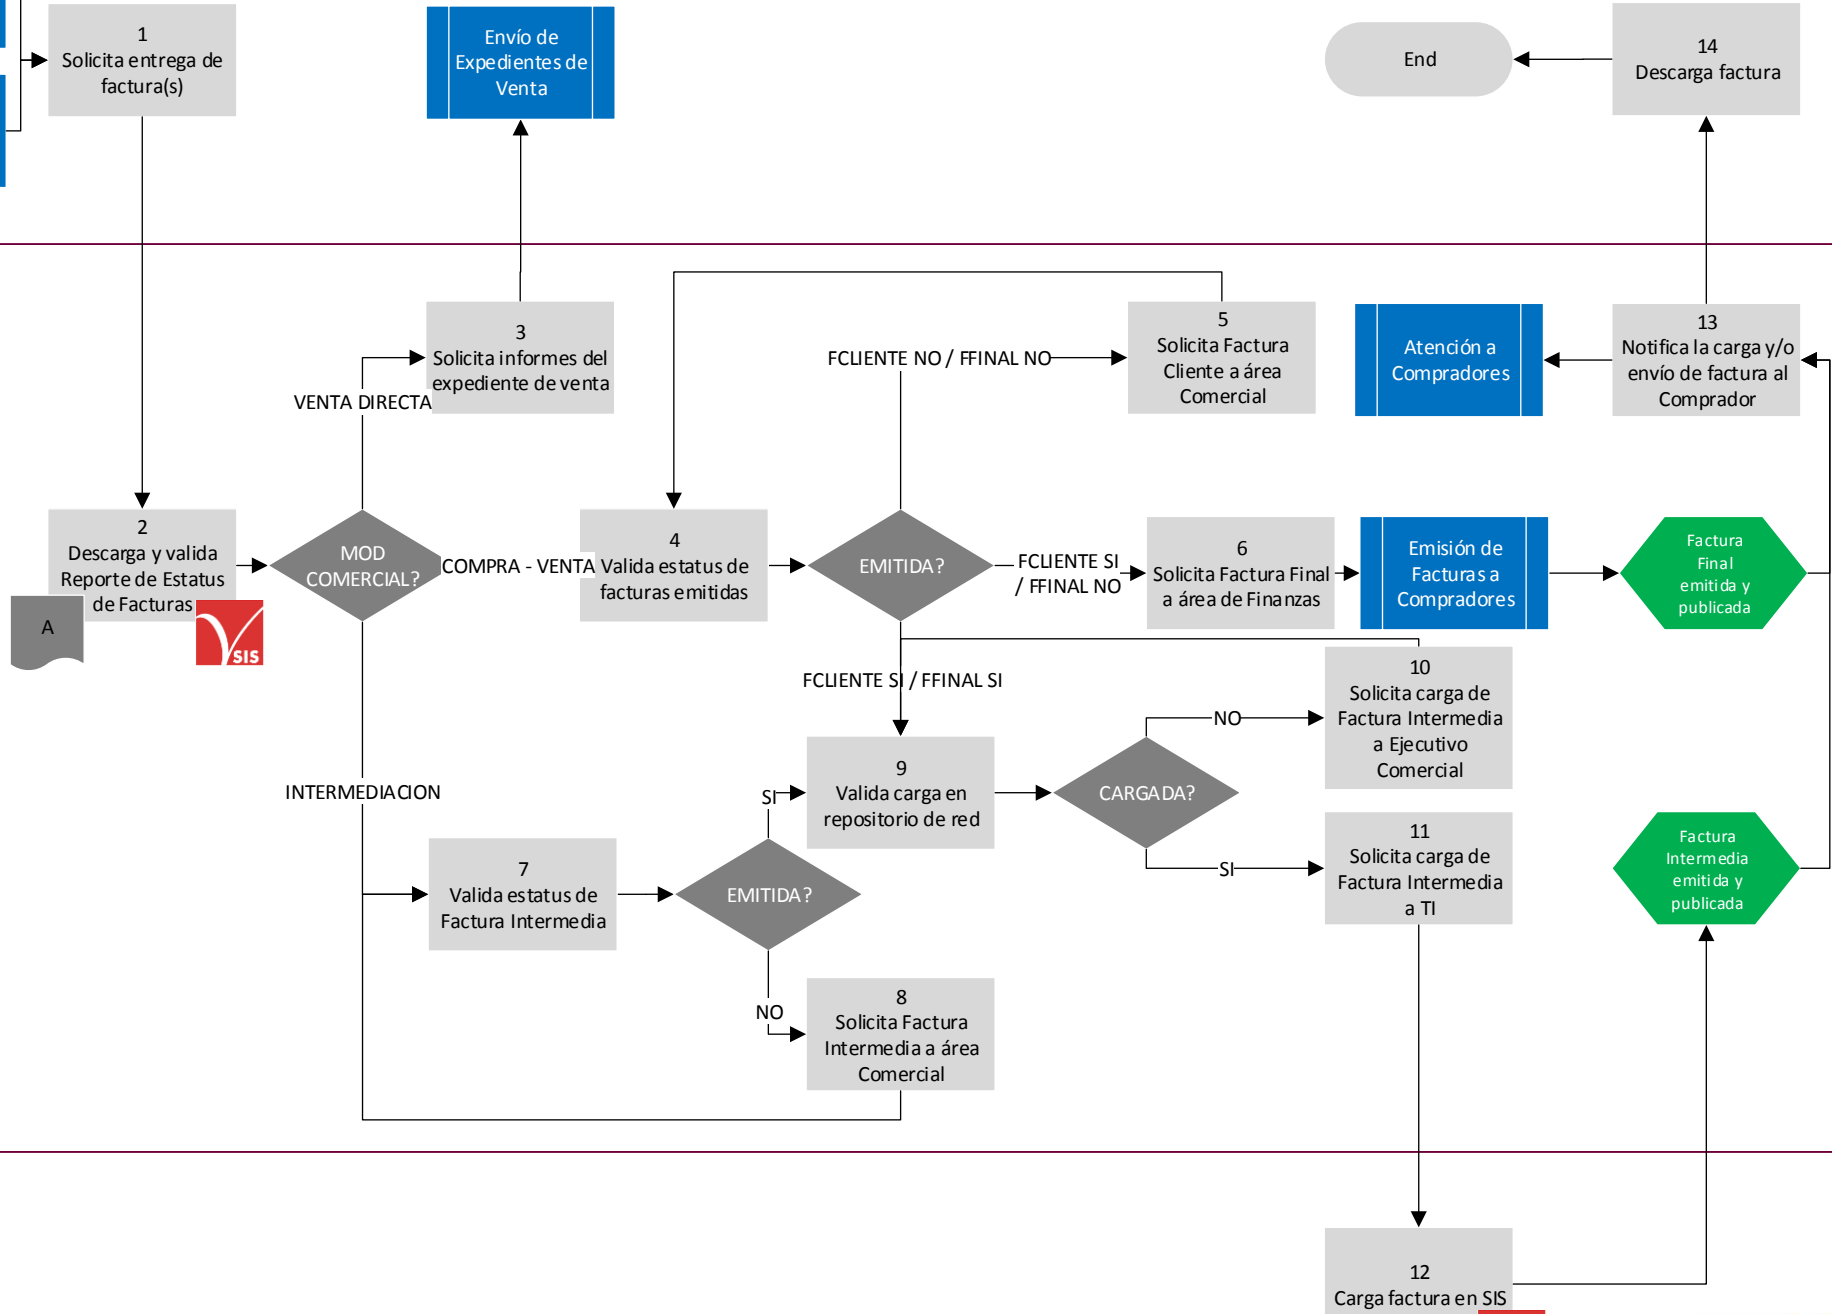 1
Solicita entrega de
factura(s)
Envío de
Expedientes de
Venta
End
14
Descarga factura
3
Solicita informes del
expediente de venta
VENTA DIRECTA
FCLIENTE NO / FFINAL NO
5
Solicita Factura
Cliente a área
Comercial
Atención a
Compradores
13
Notifica la carga y/o
envío de factura al
Comprador
2
Descarga y valida
Reporte de Estatus
de Facturas
A
SIS
MOD
COMERCIAL?
COMPRA - VENTA
4
Valida estatus de
facturas emitidas
EMITIDA?
FCLIENTE SI
/ FFINAL NO
6
Solicita Factura Final
a área de Finanzas
Emisión de
Facturas a
Compradores
Factura
Final
emitida y
publicada
FCLIENTE SI / FFINAL SI
10
Solicita carga de
Factura Intermedia
a Ejecutivo
Comercial
NO
INTERMEDIACION
SI
9
Valida carga en
repositorio de red
CARGADA?
7
Valida estatus de
Factura Intermedia
EMITIDA?
SI
11
Solicita carga de
Factura Intermedia
a TI
Factura
Intermedia
emitida y
publicada
NO
8
Solicita Factura
Intermedia a área
Comercial
12
Carga factura en SIS